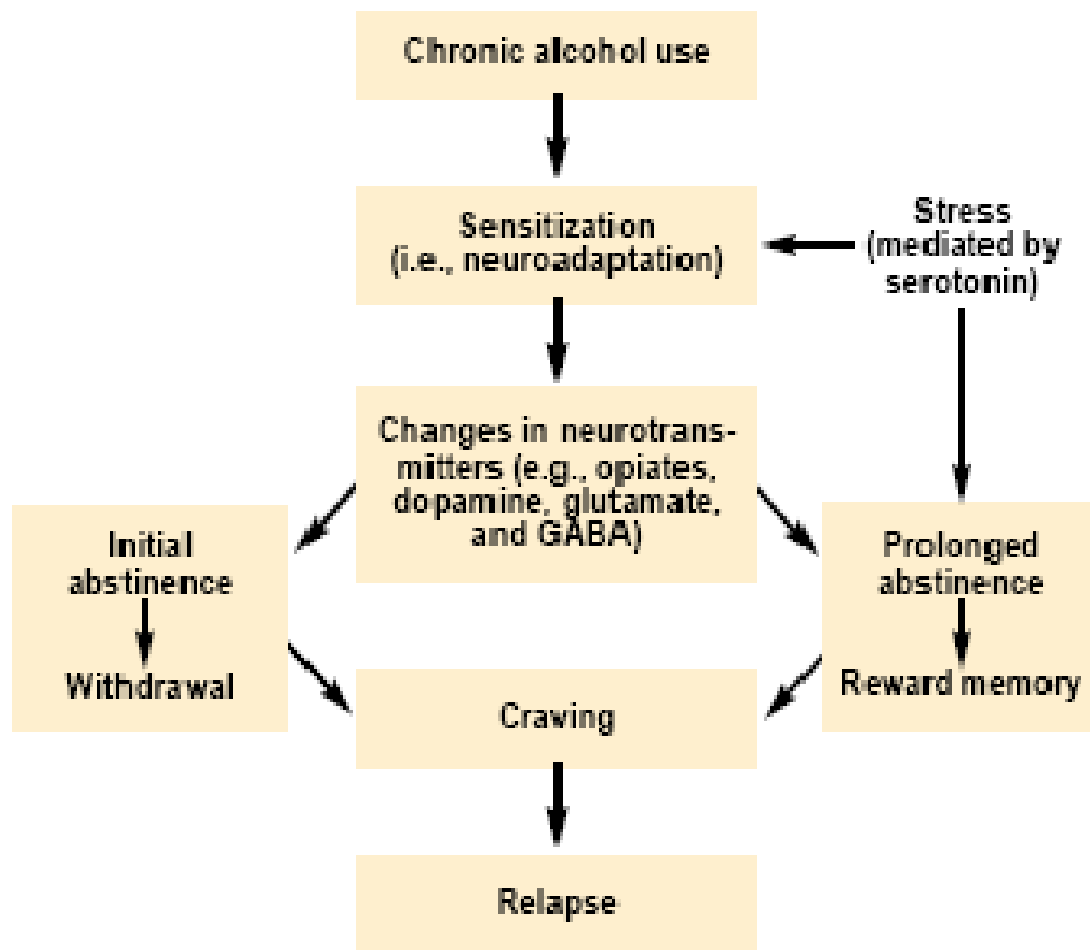 Chronic alcohol use
Sensitization
(i.e., neuroadaptation)
Stress
(mediated by
serotonin)
Changes in neurotrans-
mitters (e.g., opiates,
dopamine, glutamate,
and GABA)
Initial
abstinence
Withdrawal
Prolonged
abstinence
Reward memory
Craving
Relapse